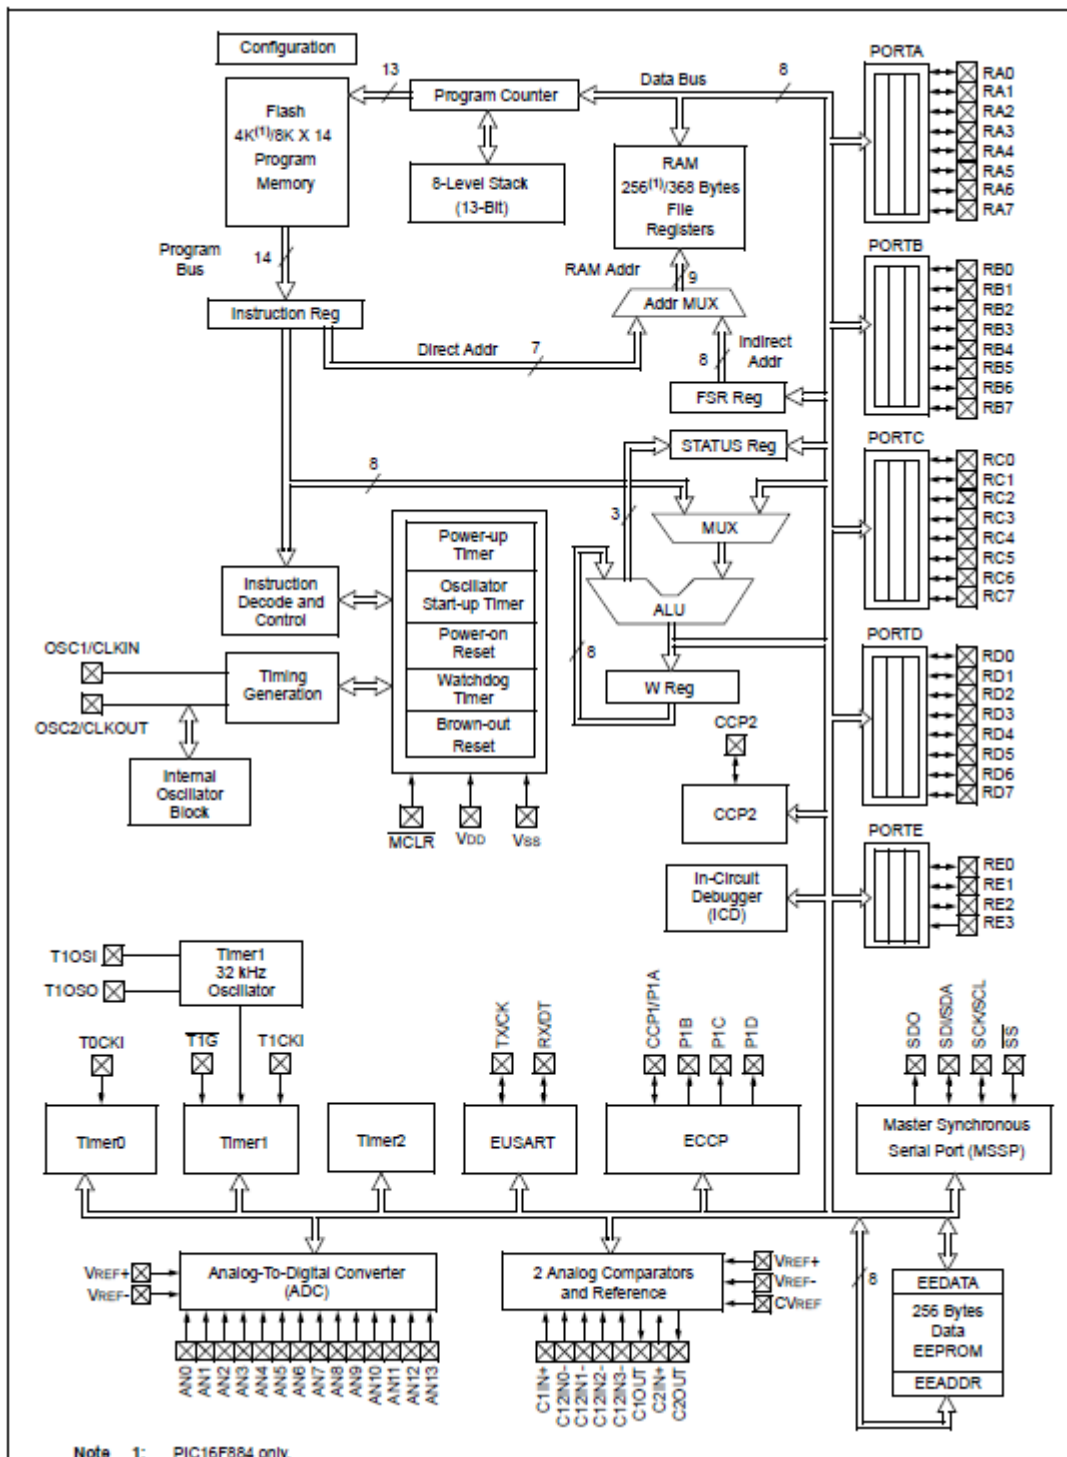 Configuration
13
Program Counter
Data Bus
8
PORTA
RA0
RA1
RA2
RA3
RA4
RA5
RA6
RA7
Flash
4K(1)/8K X 14
Program
Memory
8-Level Stack
(13-Bit)
RAM
256(1)/368 Bytes
File
Registers
Program
Bus
14
RAM Addr
9
PORTB
RB0
RB1
RB2
RB3
RB4
RB5
RB6
RB7
Instruction Reg
Addr MUX
Direct Addr
7
8
Indirect
Addr
FSR Reg
STATUS Reg
PORTC
RC0
RC1
RC2
RC3
RC4
RC5
RC6
RC7
8
3
MUX
Power-up
Timer
Oscillator
Start-up Timer
Power-on
Reset
Watchdog
Timer
Brown-out
Reset
Instruction
Decode and
Control
ALU
8
W Reg
OSC1/CLKIN
OSC2/CLKOUT
Timing
Generation
Internal
Oscillator
Block
MCLR
VDD
VSS
PORTD
RD0
RD1
RD2
RD3
RD4
RD5
RD6
RD7
CCP2
CCP2
PORTE
RE0
RE1
RE2
RE3
In-Circuit
Debugger
(ICD)
T1OSI
T1OSO
Timer1
32 kHz
Oscillator
T0CKI
T1G
T1CKI
TX/CK
RX/DT
CCP1/P1A
P1B
P1C
P1D
SDO
SDI/SDA
SCK/SCL
SS
Timer0
Timer1
Timer2
EUSART
ECCP
Master Synchronous
Serial Port (MSSP)
VREF+
VREF-
Analog-To-Digital Converter
(ADC)
2 Analog Comparators
and Reference
VREF+
VREF-
CVREF
8
EEDATA
256 Bytes
Data
EEPROM
EEADDR
AN0
AN1
AN2
AN3
AN4
AN5
AN6
AN7
AN8
AN9
AN10
AN11
AN12
AN13
C1IN+
C12IN0-
C12IN1-
C12IN2-
C12IN3-
C1OUT
C2IN+
C2OUT
Note 1: PIC16F884 only.